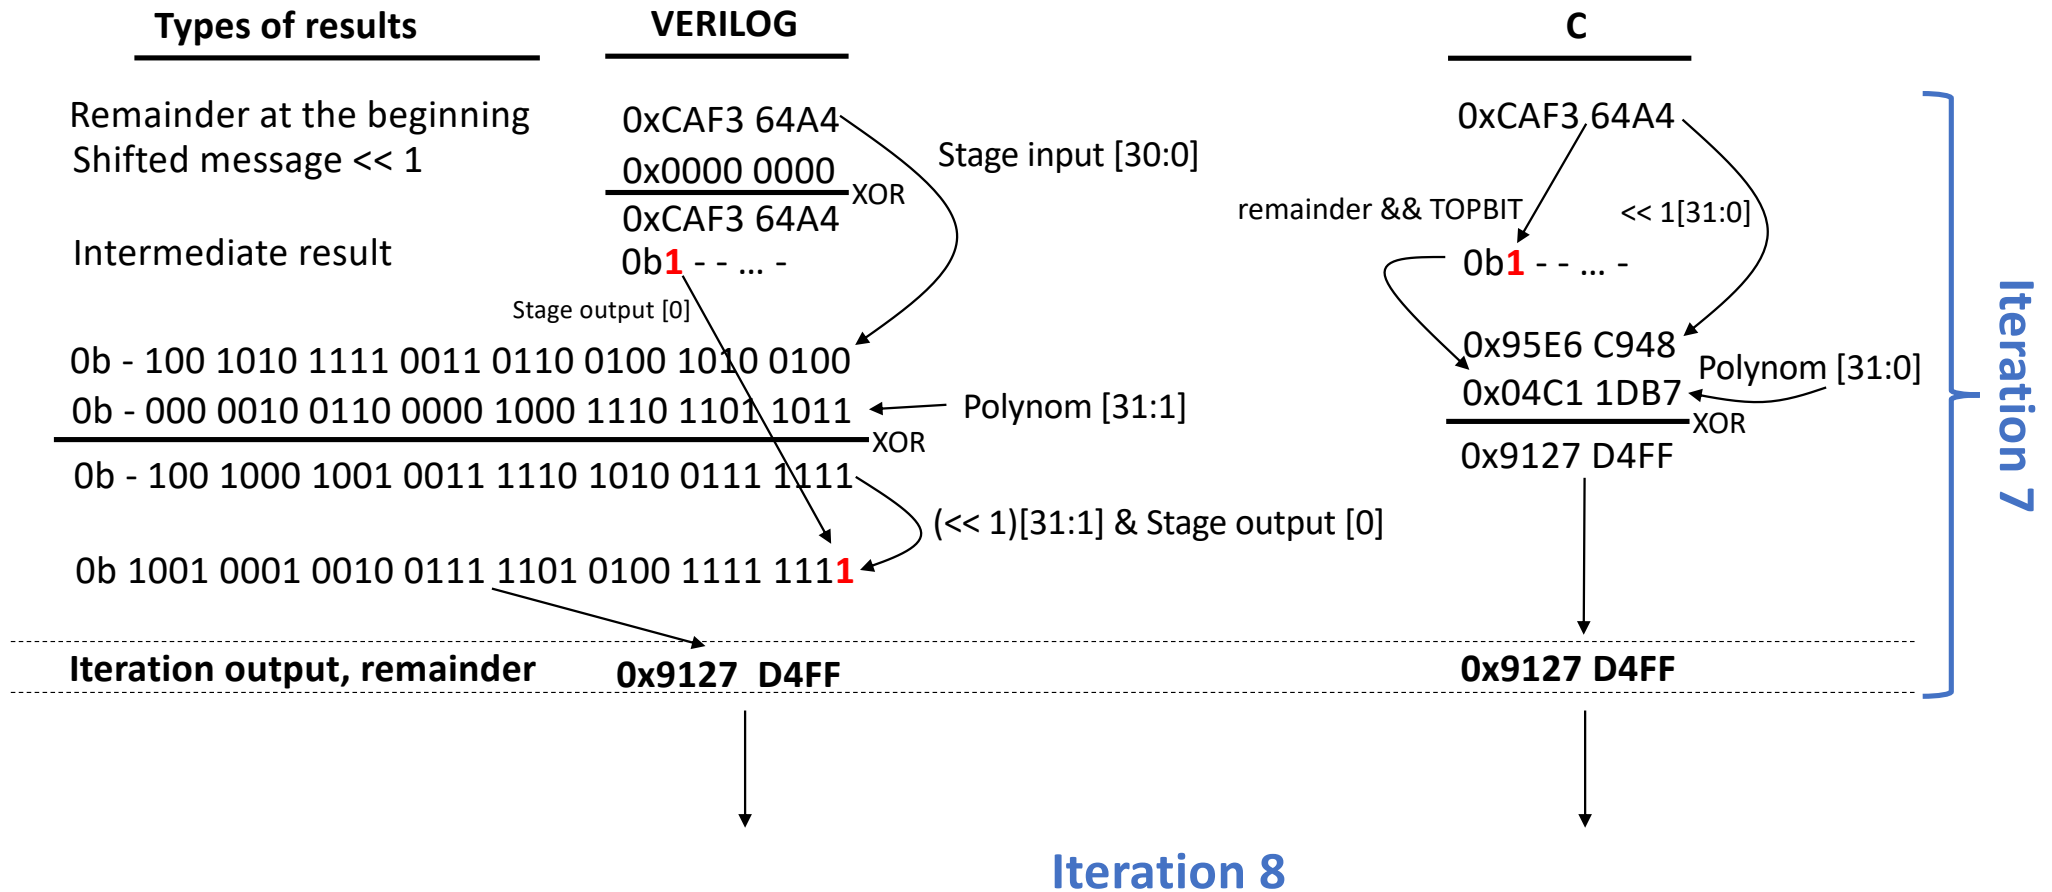 Types of results
VERILOG
C
Remainder at the beginning
0xCAF3 64A4
0xCAF3 64A4
Shifted message << 1
0x0000 0000
XOR
Stage input [30:0]
0xCAF3 64A4
remainder && TOPBIT
<< 1[31:0]
Intermediate result
0b1 - - ... -
0b1 - - ... -
Stage output [0]
0b - 100 1010 1111 0011 0110 0100 1010 0100
0x95E6 C948
0b - 000 0010 0110 0000 1000 1110 1101 1011
Polynom [31:1]
XOR
0x04C1 1DB7
Polynom [31:0]
XOR
0b - 100 1000 1001 0011 1110 1010 0111 1111
0x9127 D4FF
(<< 1)[31:1] & Stage output [0]
0b 1001 0001 0010 0111 1101 0100 1111 1111
Iteration output, remainder
0x9127 D4FF
0x9127 D4FF
Iteration 7
Iteration 8